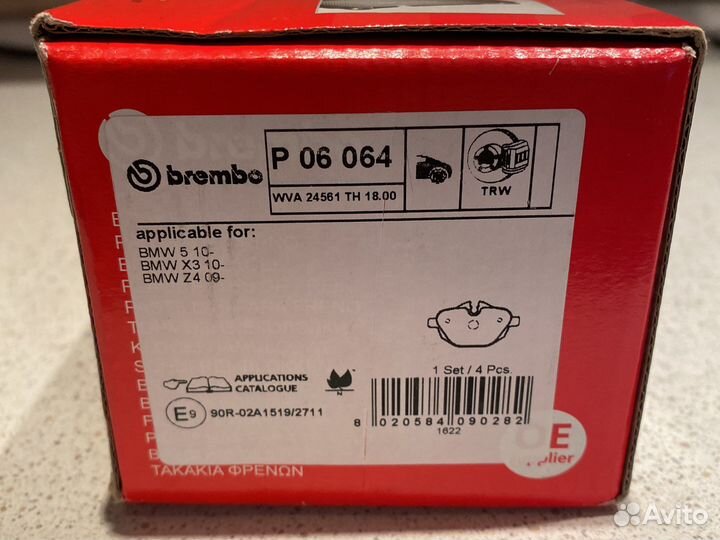 brembo
P 06 064
WVA 24561 TH 18.00
TRW
applicable for:
BMW 5 10-
BMW X3 10-
BMW Z4 09-
1 Set / 4 Pcs.
APPLICATIONS
CATALOGUE
N
E9
90R-02A1519/2711
8 020584 090282
1622
OE
ΤΑΚΑΚΙΑ ΦΡΕΝΩΝ
Avito